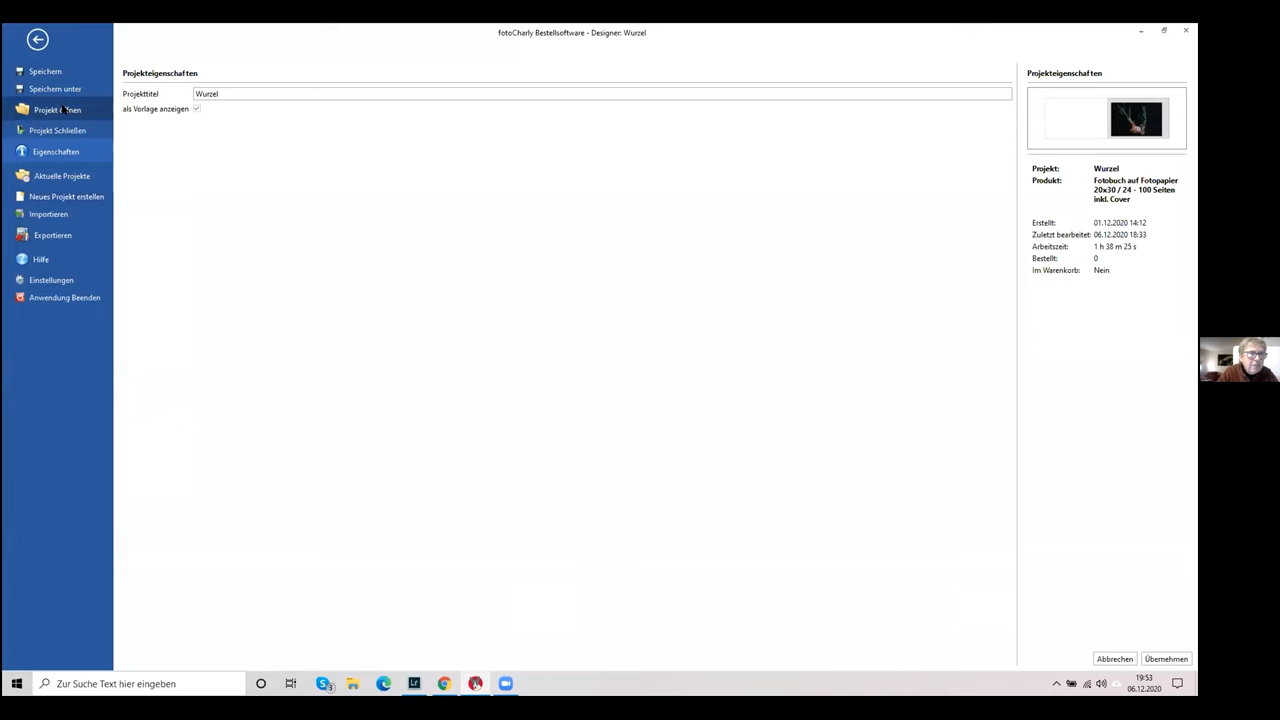 fotoCharly Bestellsoftware - Designer: Wurzel
Speichern
Speichern unter
Projekt öffnen
Projekt Schließen
Eigenschaften
Aktuelle Projekte
Neues Projekt erstellen
Importieren
Exportieren
Hilfe
Einstellungen
Anwendung Beenden
Projekteigenschaften
Projekttitel Wurzel
als Vorlage anzeigen
Projekteigenschaften
Projekt: Wurzel
Produkt: Fotobuch auf Fotopapier
20x30 / 24 - 100 Seiten
inkl. Cover
Erstellt: 01.12.2020 14:12
Zuletzt bearbeitet: 06.12.2020 18:33
Arbeitszeit: 1 h 38 m 25 s
Bestellt: 0
Im Warenkorb: Nein
Abbrechen Übernehmen
Zur Suche Text hier eingeben
3
Lr
19:53
06.12.2020